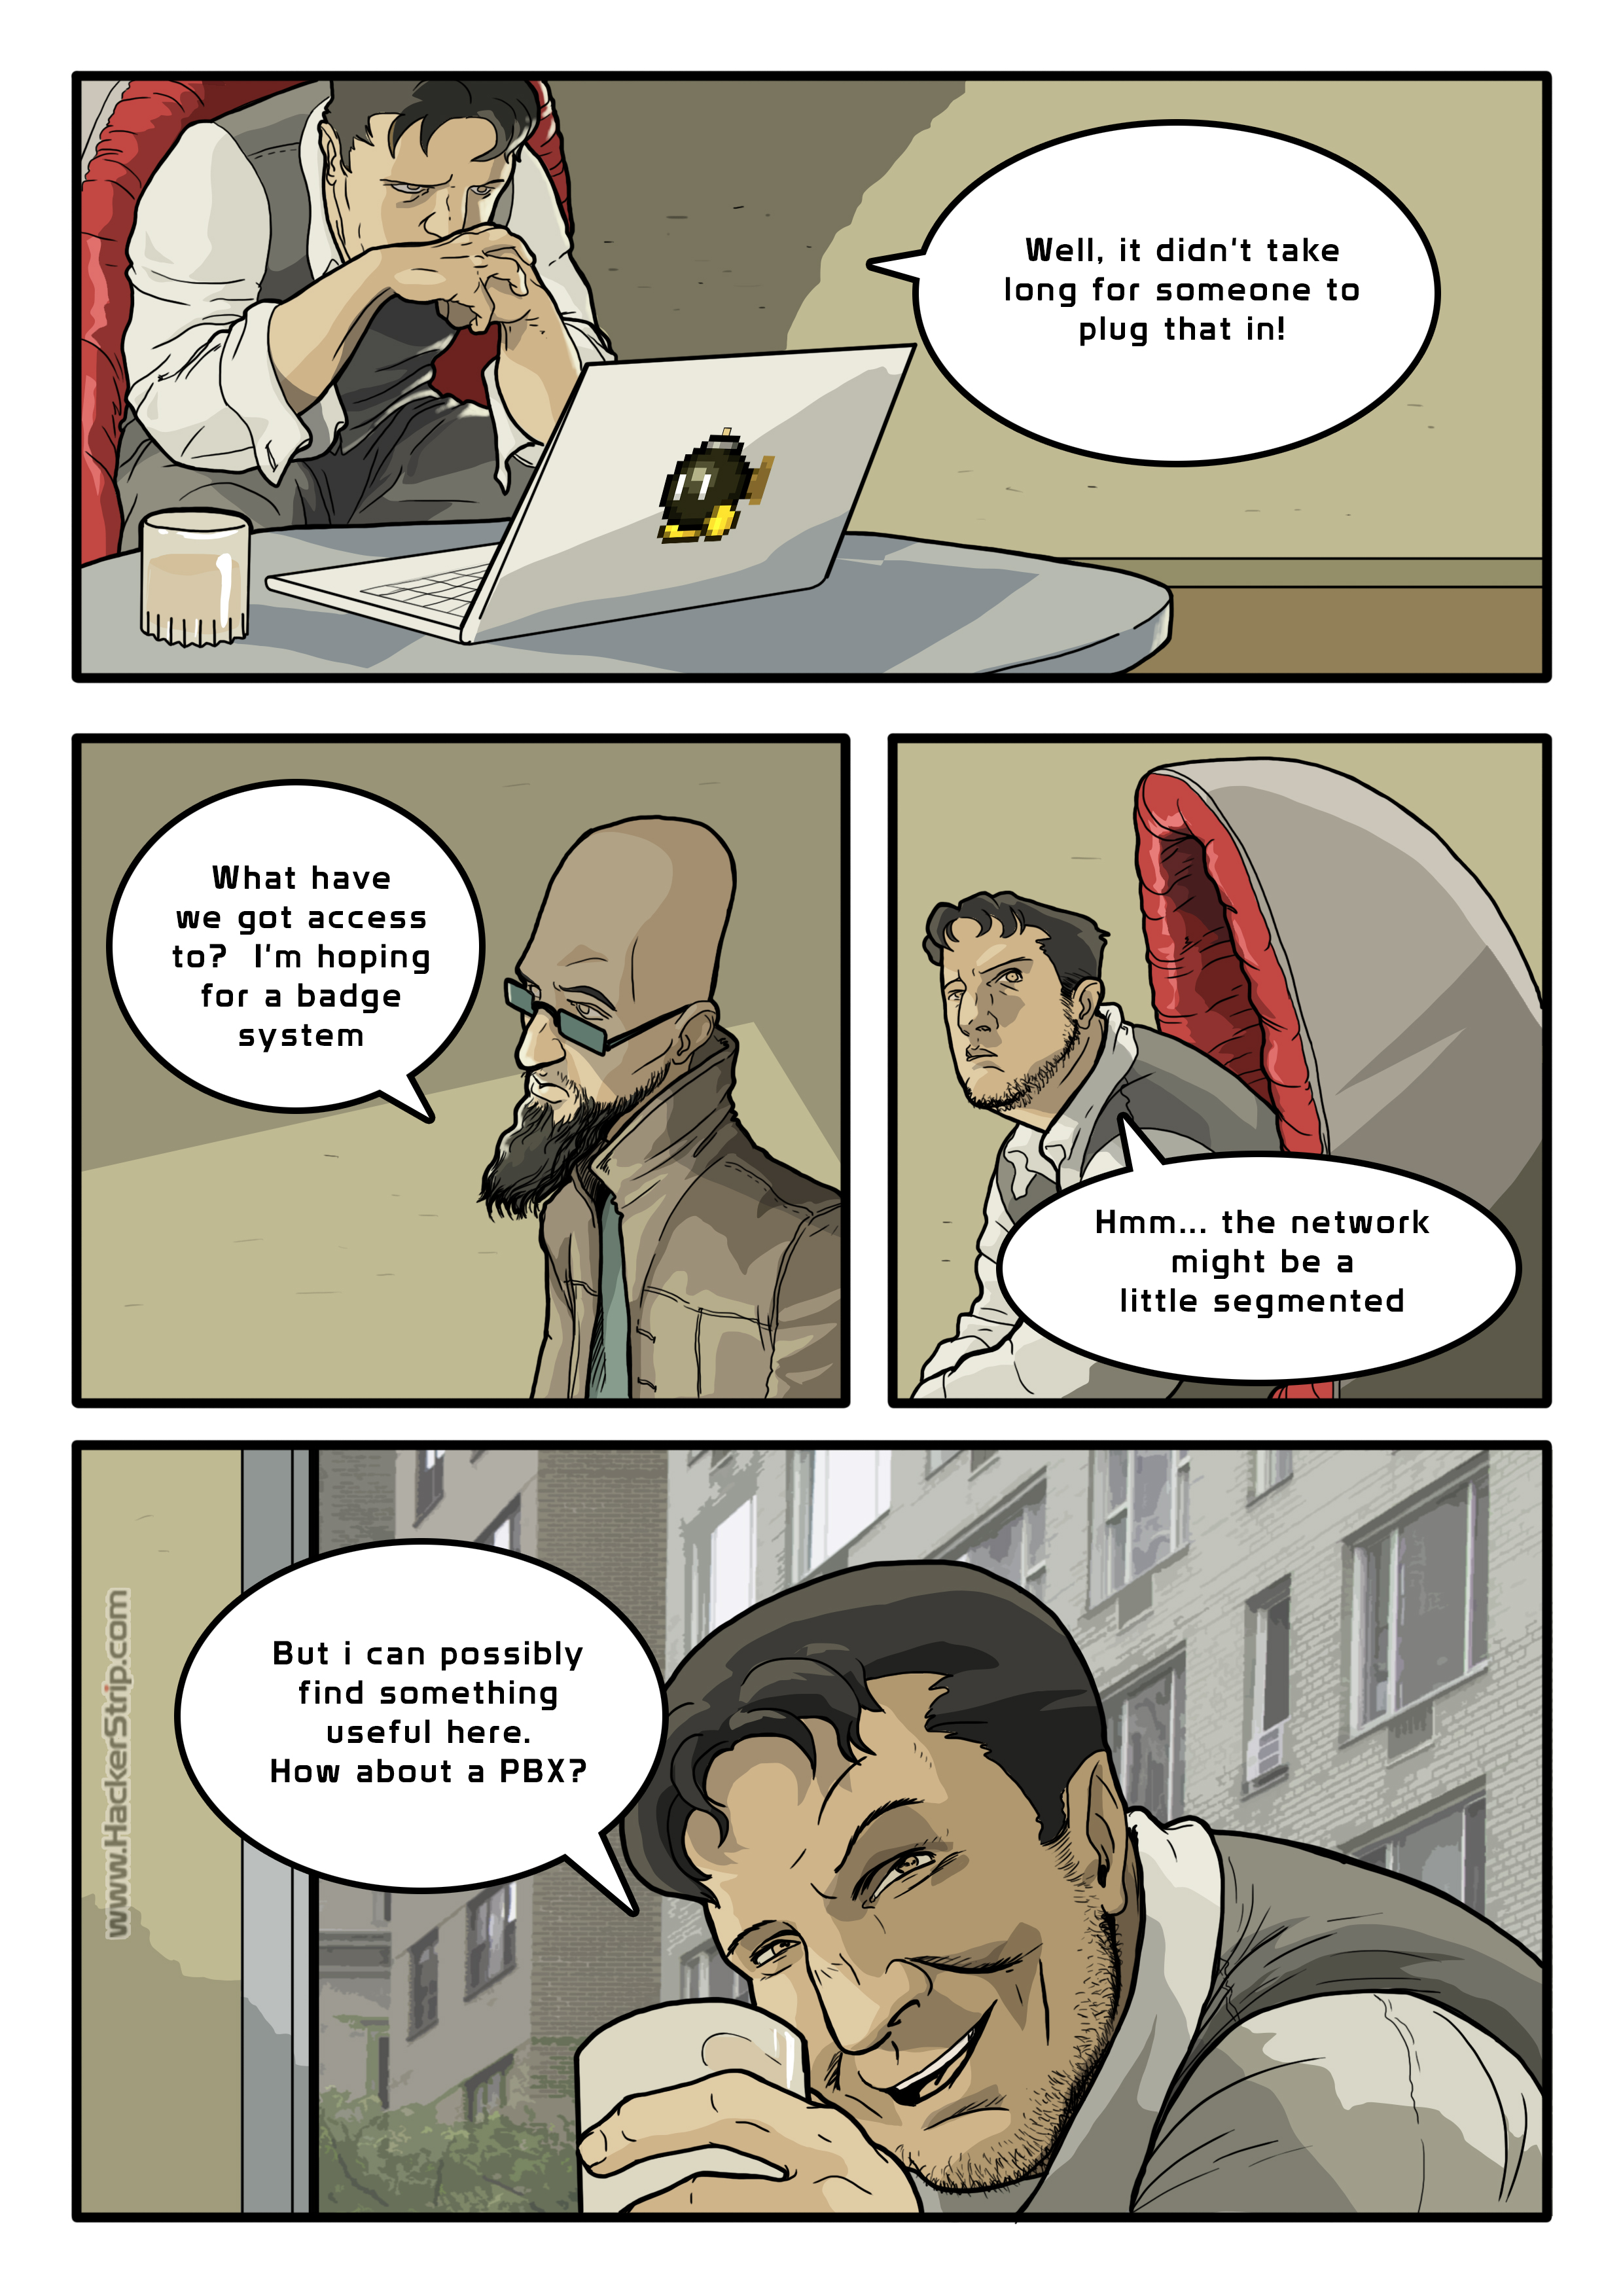 Well, it didn't take
long for someone to
plug that in!
What have
we got access
to?  I'm hoping
for a badge
system
Hmm... the network
might be a
little segmented
But i can possibly
find something
useful here.
How about a PBX?
www.HackerStrip.com